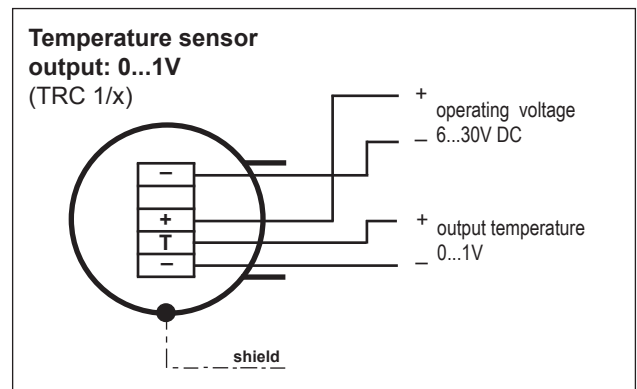 Temperature sensor
output: 0...1V
(TRC 1/x)
+
operating voltage
– 6...30V DC
–
+
T
–
+ output temperature
0...1V
–
shield